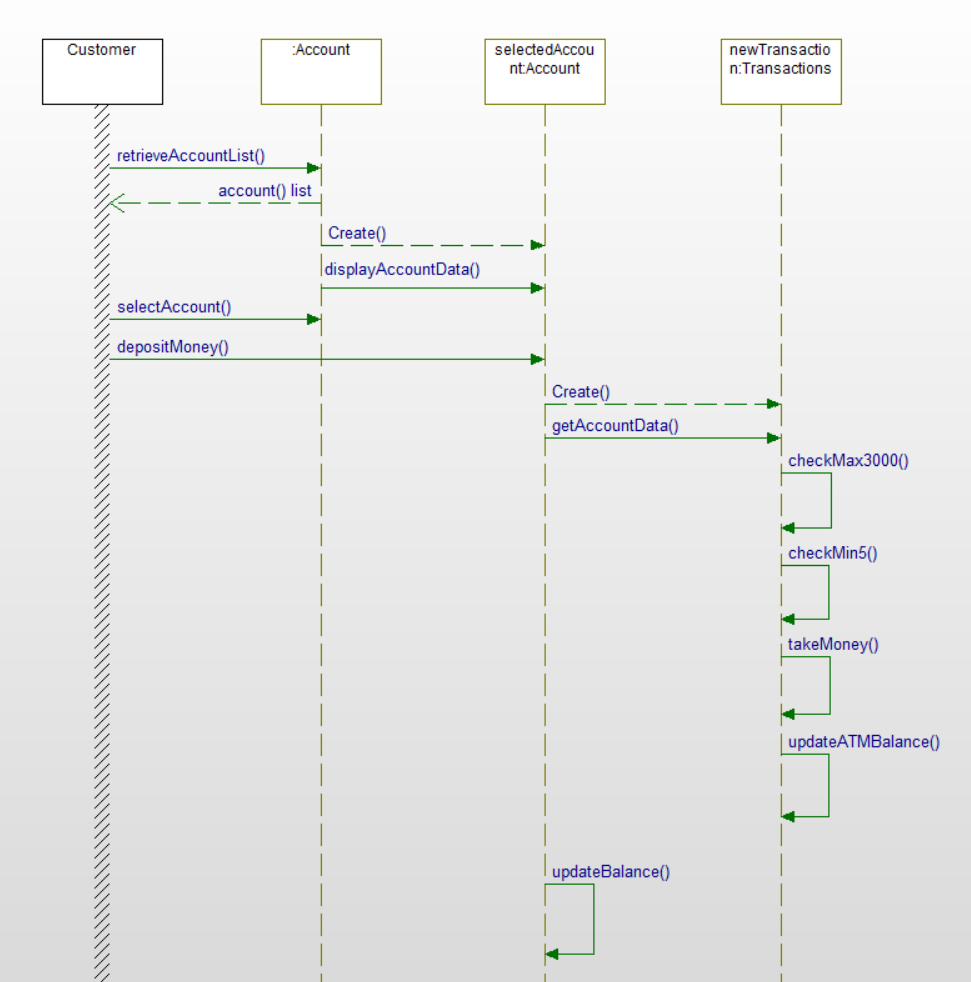 Customer
:Account
selectedAccou
nt:Account
newTransactio
n:Transactions
retrieveAccountList()
account() list
Create()
displayAccountData()
selectAccount()
depositMoney()
Create()
getAccountData()
checkMax3000()
checkMin5()
takeMoney()
updateATMBalance()
updateBalance()